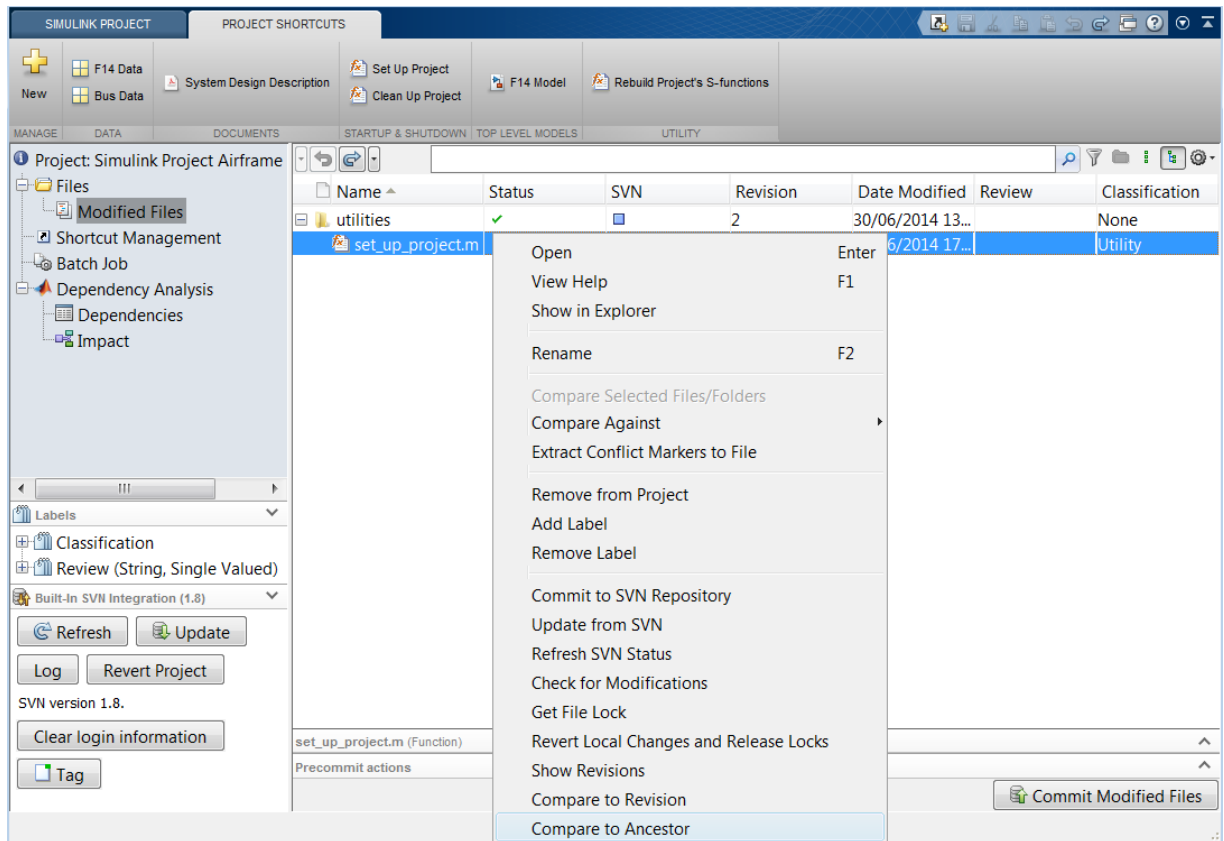 SIMULINK PROJECT
PROJECT SHORTCUTS
New
F14 Data
Bus Data
System Design Description
Set Up Project
Clean Up Project
F14 Model
Rebuild Project's S-functions
MANAGE
DATA
DOCUMENTS
STARTUP & SHUTDOWN
TOP LEVEL MODELS
UTILITY
Project: Simulink Project Airframe
Files
Modified Files
Shortcut Management
Batch Job
Dependency Analysis
Dependencies
Impact
Labels
Classification
Review (String, Single Valued)
Built-In SVN Integration (1.8)
Refresh
Update
Log
Revert Project
SVN version 1.8.
Clear login information
Tag
Name Status SVN Revision Date Modified Review Classification
utilities 2 30/06/2014 13... None
set_up_project.m 6/2014 17... Utility
Open Enter
View Help F1
Show in Explorer
Rename F2
Compare Selected Files/Folders
Compare Against
Extract Conflict Markers to File
Remove from Project
Add Label
Remove Label
Commit to SVN Repository
Update from SVN
Refresh SVN Status
Check for Modifications
Get File Lock
Revert Local Changes and Release Locks
Show Revisions
Compare to Revision
Compare to Ancestor
set_up_project.m (Function)
Precommit actions
Commit Modified Files